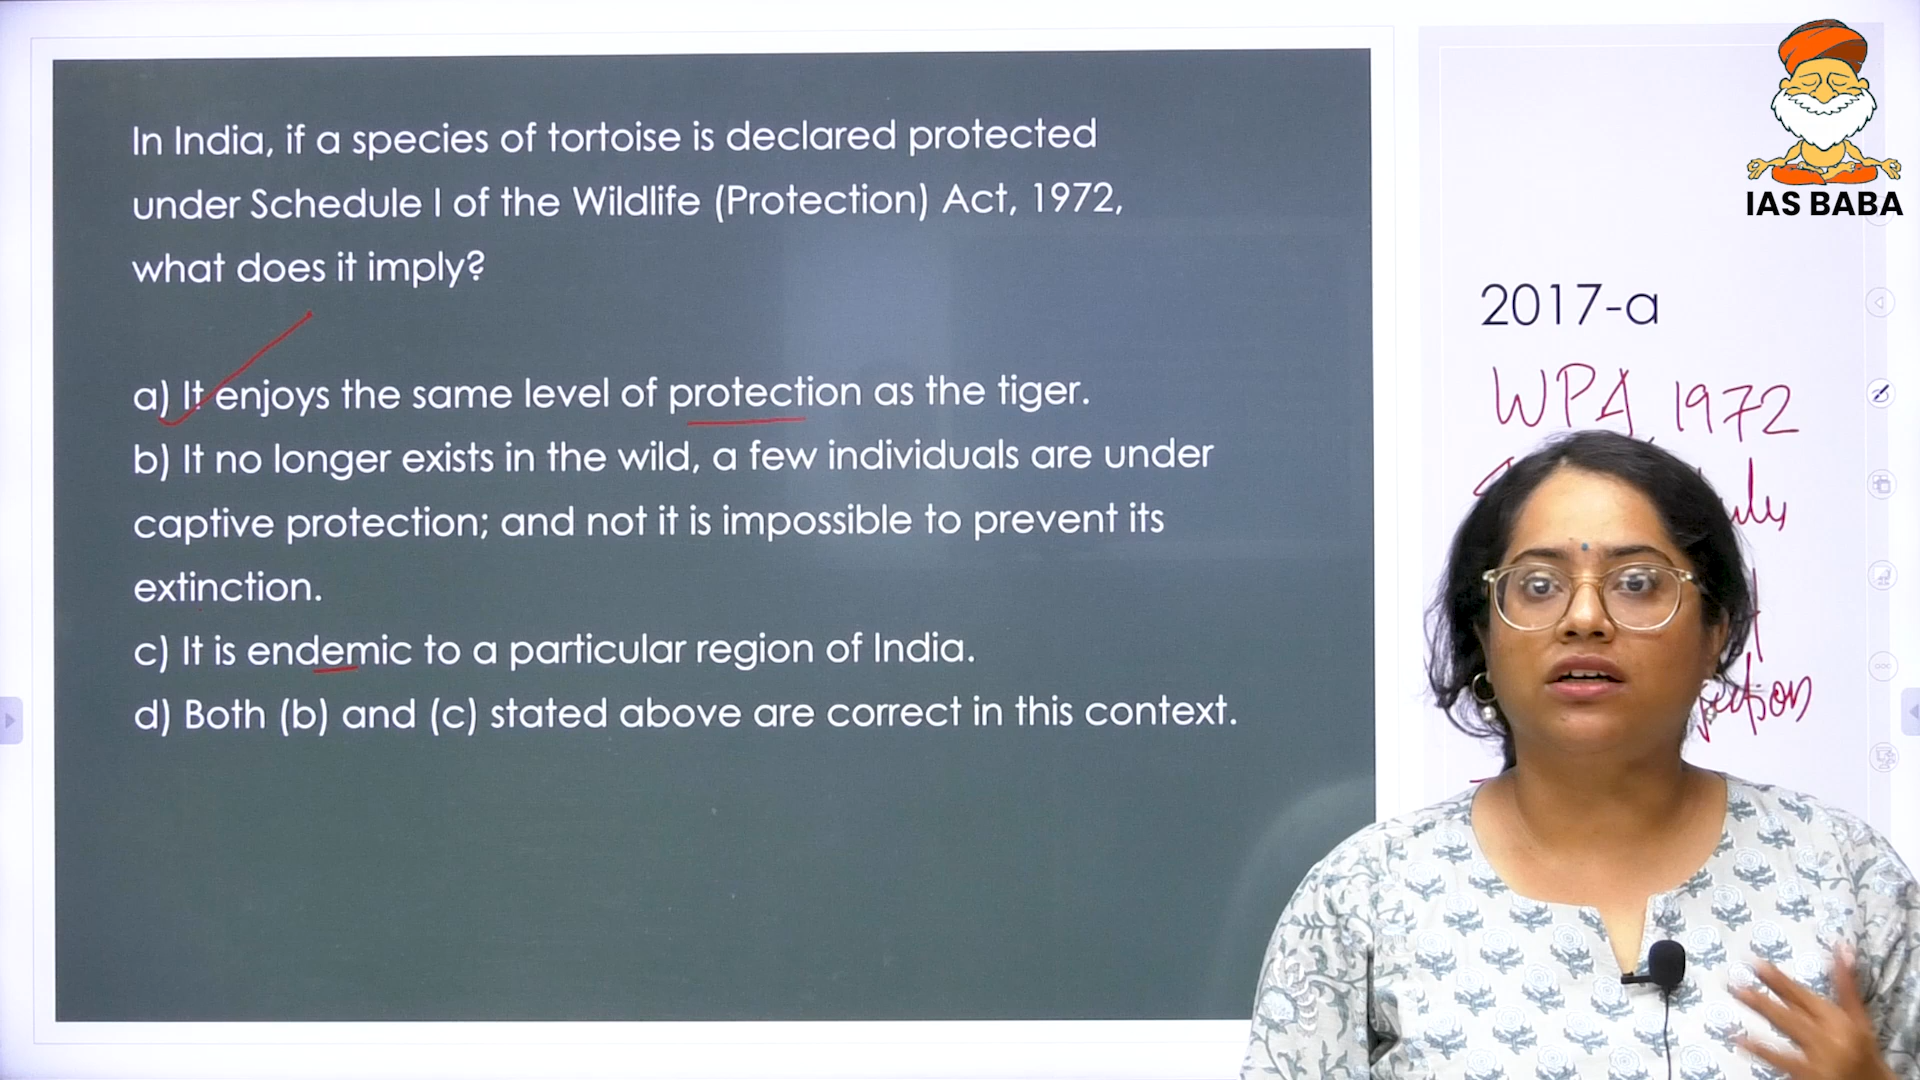 In India, if a species of tortoise is declared protected
under Schedule I of the Wildlife (Protection) Act, 1972,
what does it imply?
a) It enjoys the same level of protection as the tiger.
b) It no longer exists in the wild, a few individuals are under
captive protection; and not it is impossible to prevent its
extinction.
c) It is endemic to a particular region of India.
d) Both (b) and (c) stated above are correct in this context.
IAS BABA
2017-a
WPA, 1972